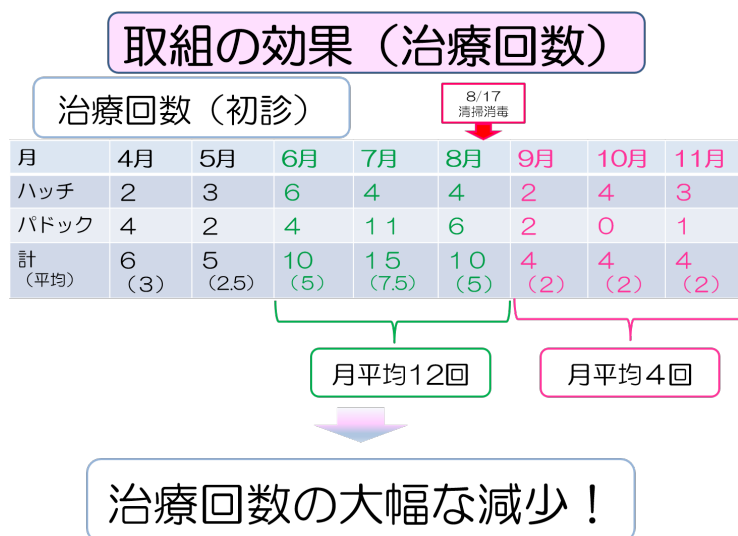 取組の効果（治療回数）
治療回数（初診）
8/17
清掃消毒
月 4月 5月 6月 7月 8月 9月 10月 11月
ハッチ 2 3 6 4 4 2 4 3
パドック 4 2 4 11 6 2 0 1
計 6 5 10 15 10 4 4 4
（平均） （3） （2.5） （5） （7.5） （5） （2） （2） （2）
月平均12回 月平均4回
治療回数の大幅な減少！